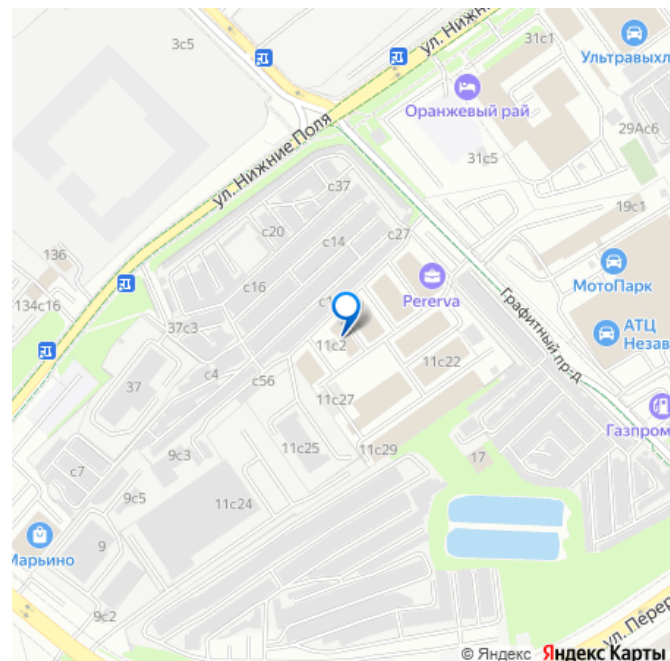 3с5
ул. Нижн
31с1
Ультравыхл
Оранжевый рай
29Ас6
ул. Нижние Поля
31с5
с37
19с1
с20
с27
с14
136
Pererva
МотоПарк
с16
134с16
Графитный пр-д
37с3
АТЦ
Незав
11с2
11с22
с4
с56
37
11с27
Газпром
11с25
11с29
9с3
17
с7
9с5
11с24
9
Марьино
9с2
ул. Перер
© Яндекс Яндекс Карты